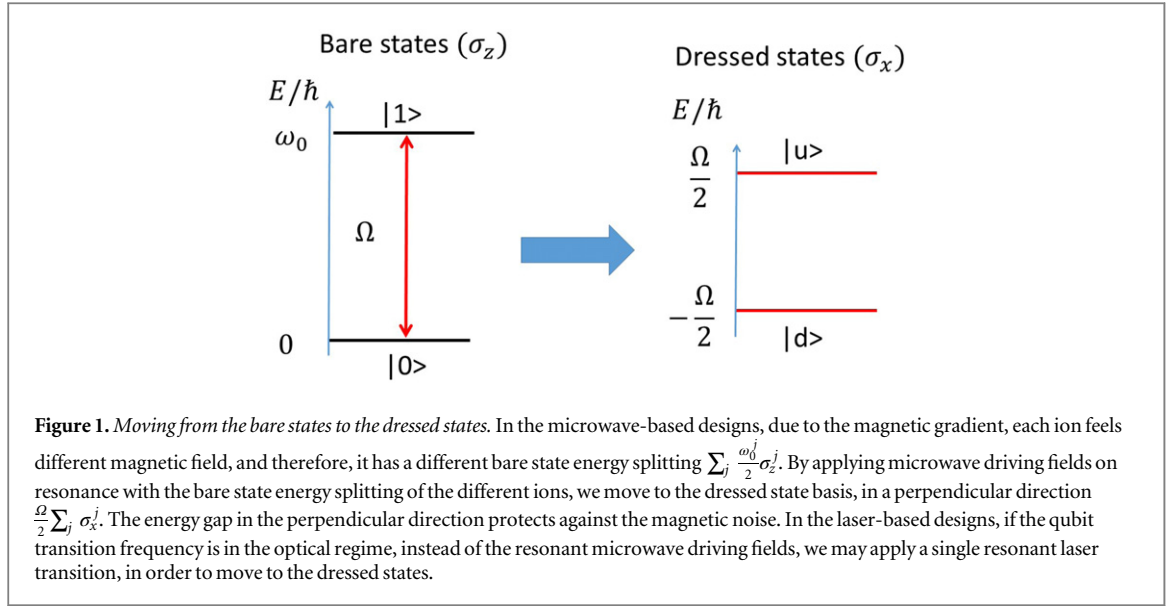 Bare states (σz)
E/ħ
|1>
ω0
Ω
0
|0>
Dressed states (σx)
E/ħ
Ω/2
|u>
−Ω/2
|d>
Figure 1. Moving from the bare states to the dressed states. In the microwave-based designs, due to the magnetic gradient, each ion feels
different magnetic field, and therefore, it has a different bare state energy splitting ∑j ω0^j/2 σz^j. By applying microwave driving fields on
resonance with the bare state energy splitting of the different ions, we move to the dressed state basis, in a perpendicular direction
Ω/2 ∑j σx^j. The energy gap in the perpendicular direction protects against the magnetic noise. In the laser-based designs, if the qubit
transition frequency is in the optical regime, instead of the resonant microwave driving fields, we may apply a single resonant laser
transition, in order to move to the dressed states.